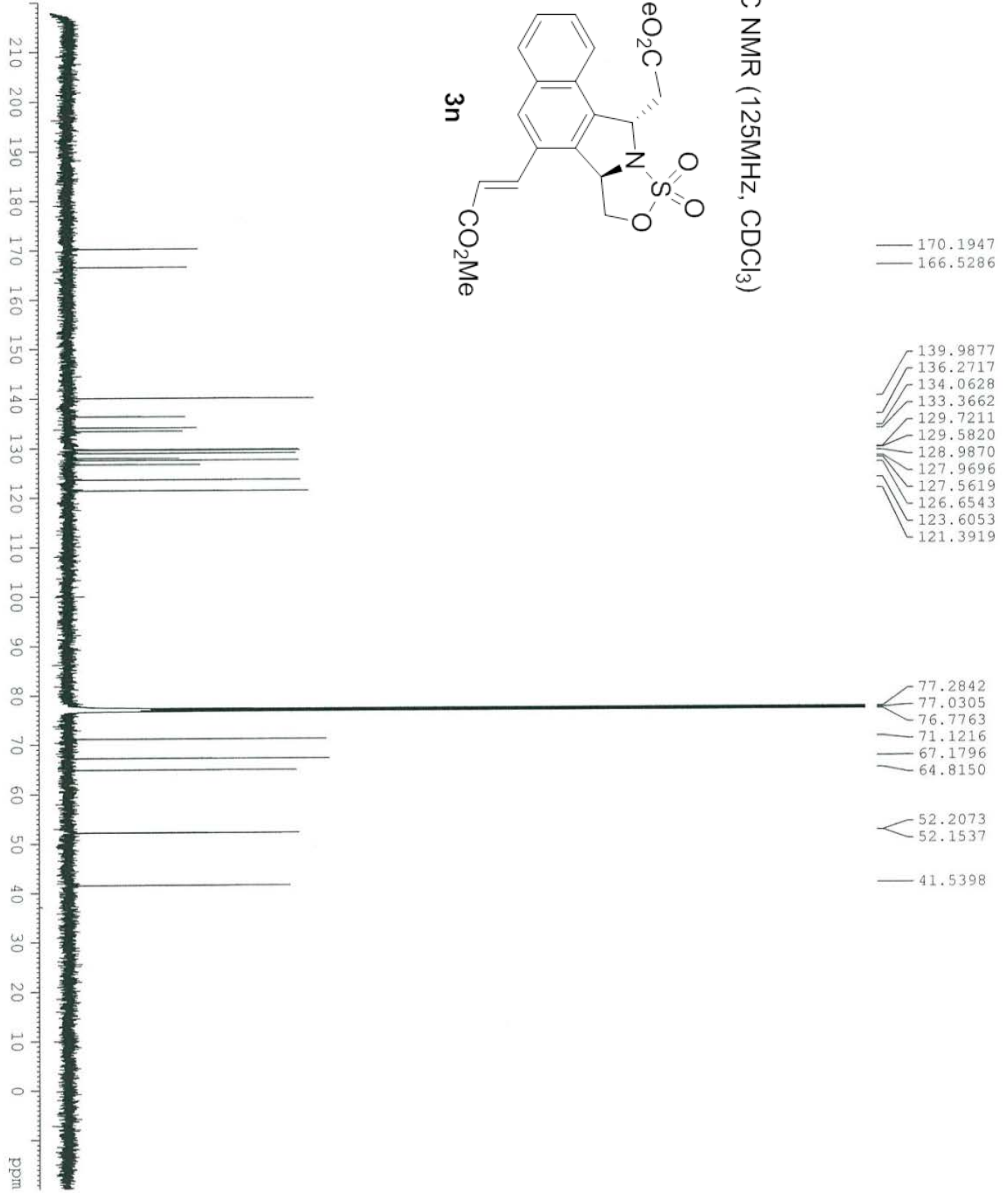 C NMR (125MHz, CDCl₃)
eO₂C
N
S
O
O
O
CO₂Me
3n
170.1947
166.5286
139.9877
136.2717
134.0628
133.3662
129.7211
129.5820
128.9870
127.9696
127.5619
126.6543
123.6053
121.3919
77.2842
77.0305
76.7763
71.1216
67.1796
64.8150
52.2073
52.1537
41.5398
210 200 190 180 170 160 150 140 130 120 110 100 90 80 70 60 50 40 30 20 10 0 ppm